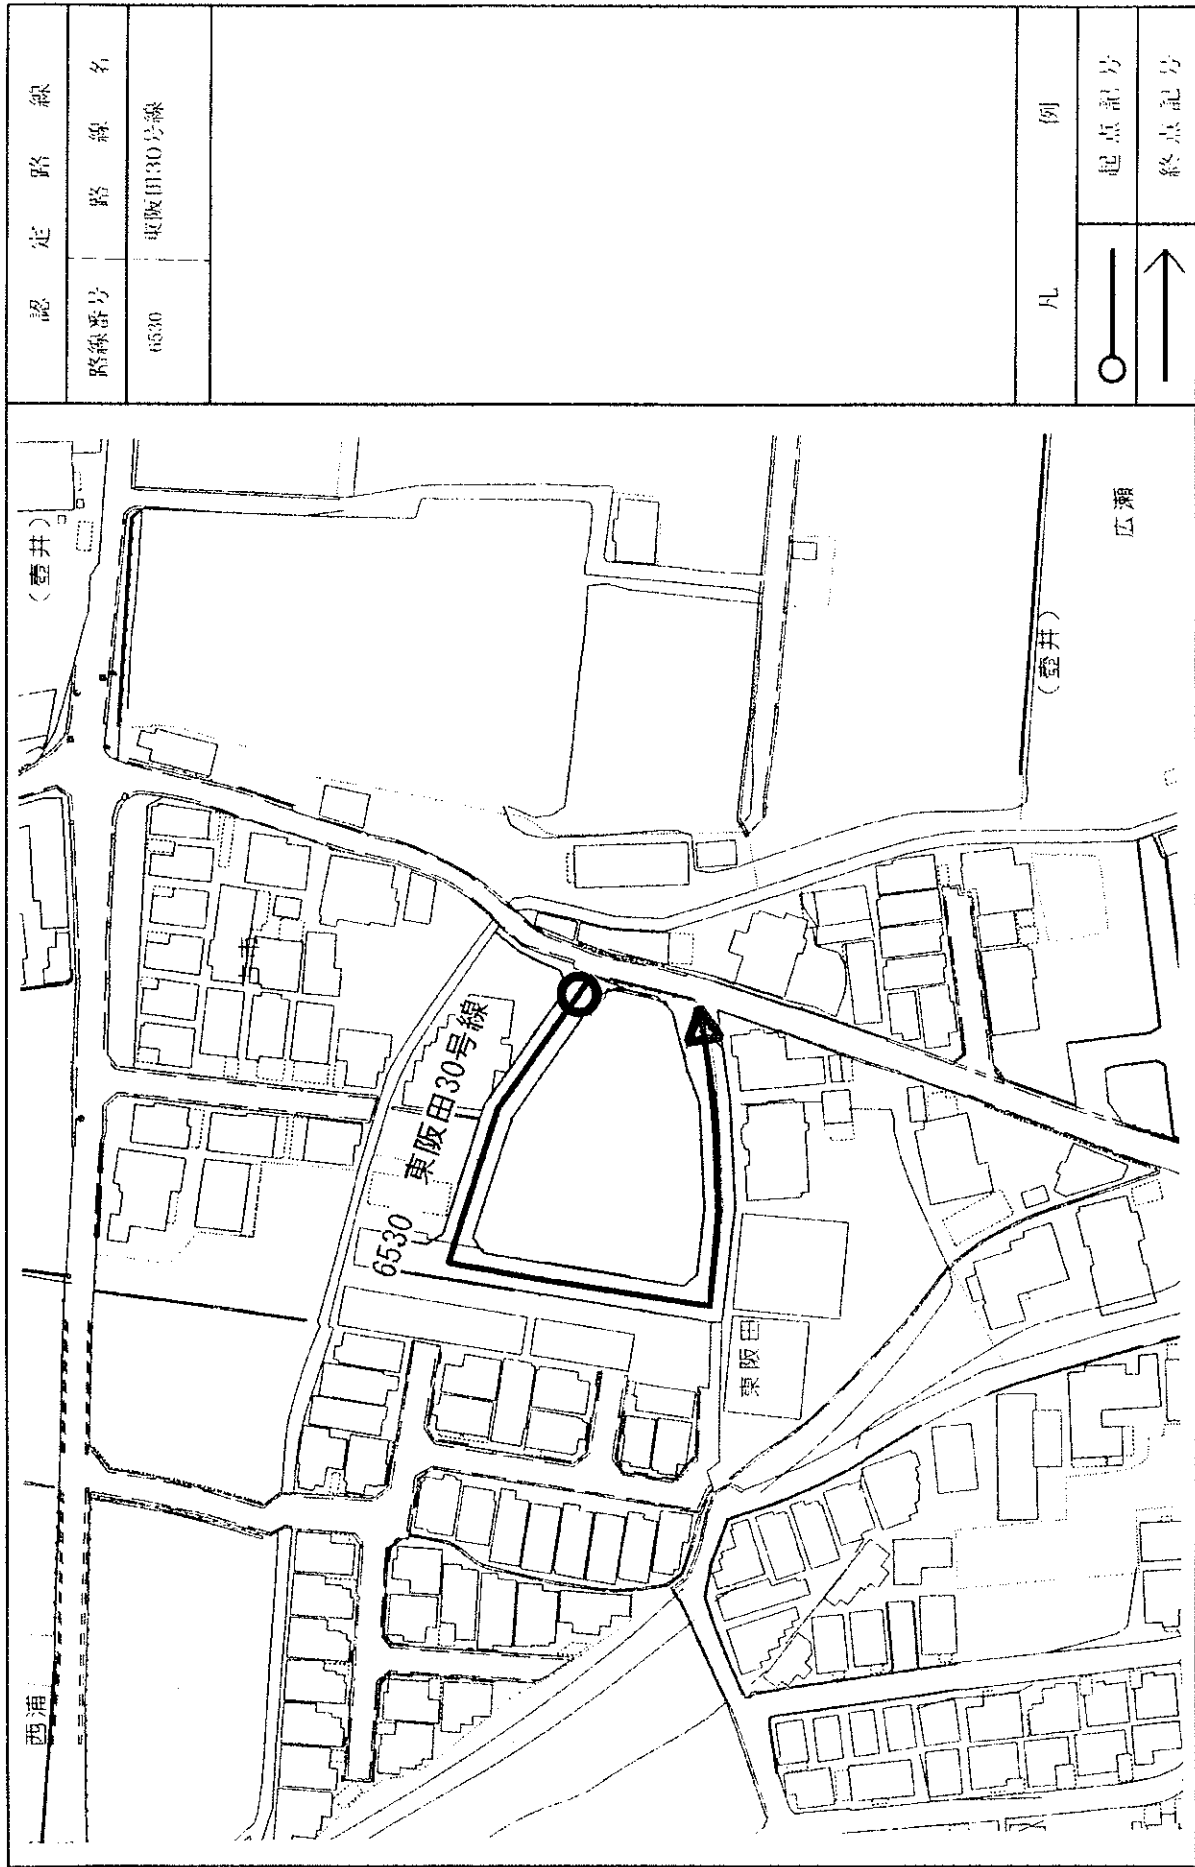 認定路線
路線番号 路線名
6530 東阪田30号線
凡例
起点記号
終点記号
(壺井)
西浦
6530 東阪田30号線
東阪田
(壺井)
広瀬